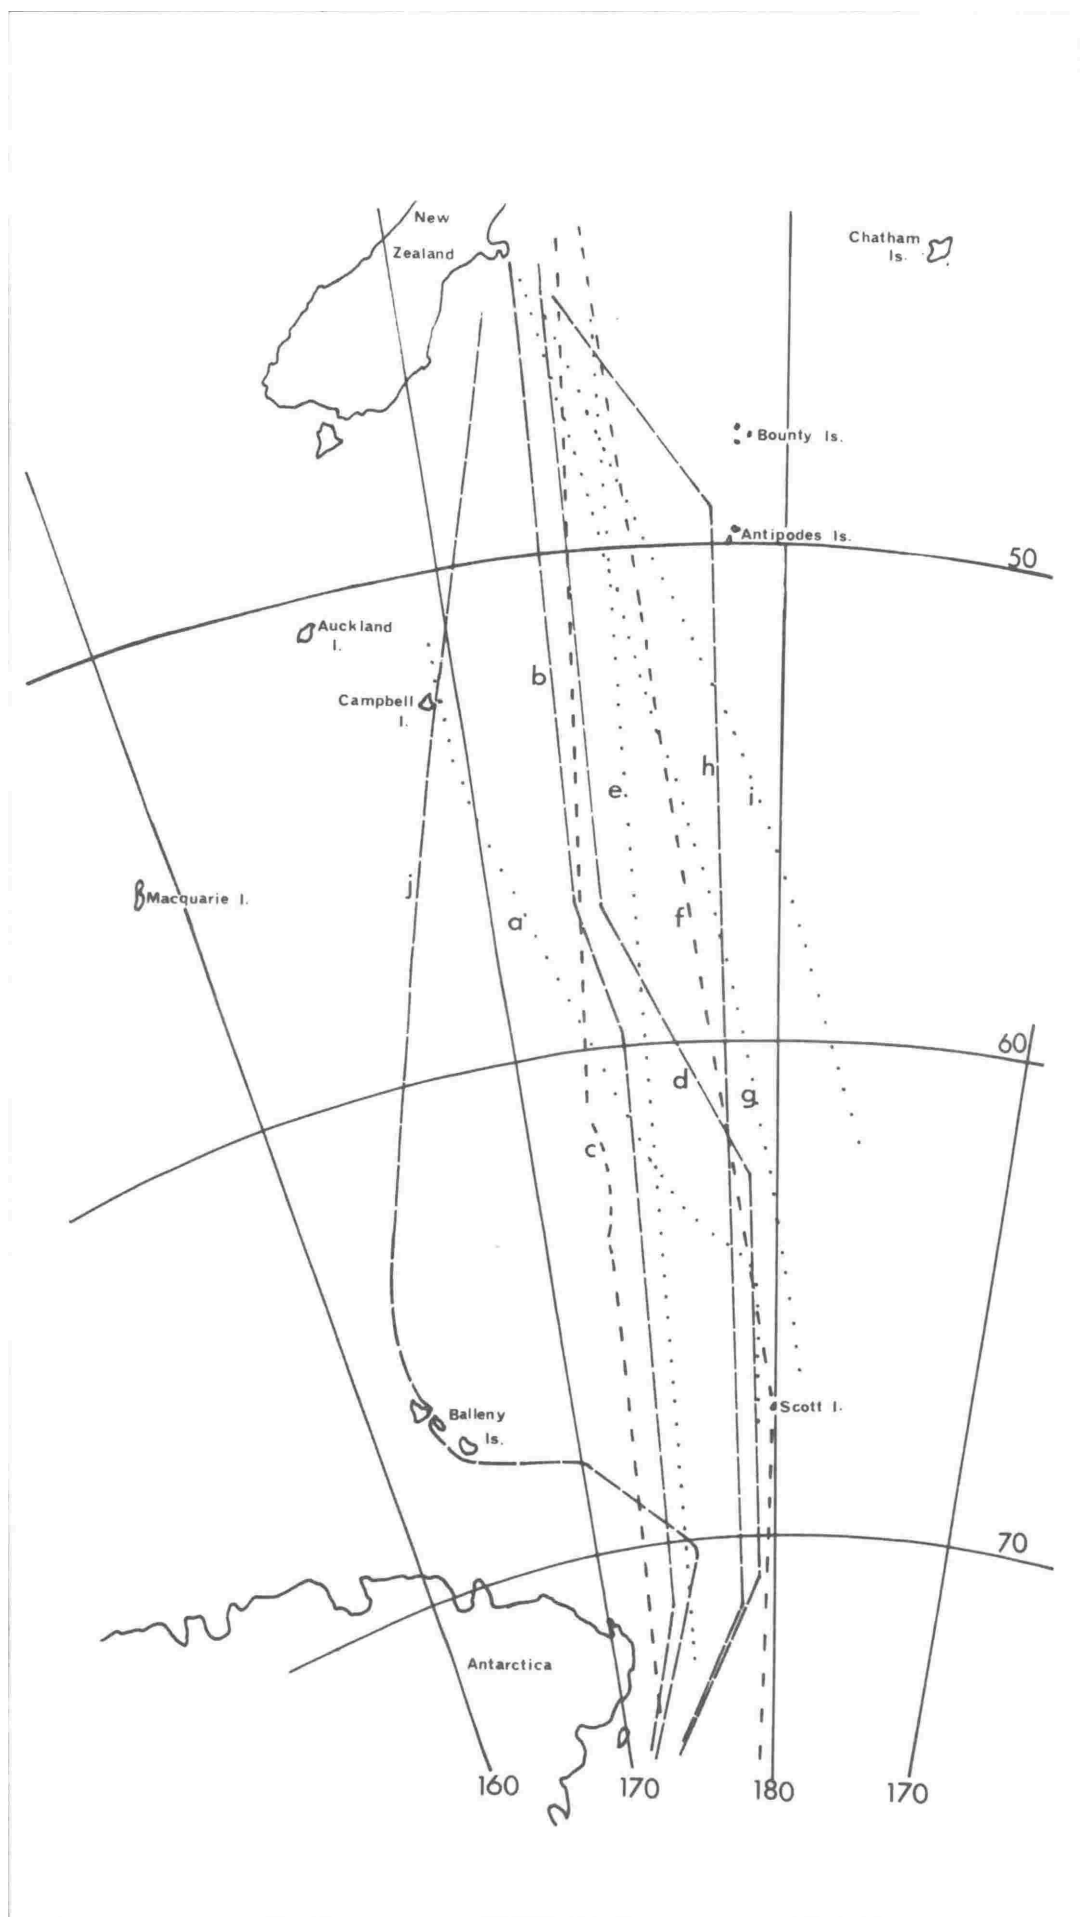 New
Zealand
Chatham
Is.
Bounty Is.
Antipodes Is.
50
Auckland
I.
Campbell
I.
b
h
e
i
j
Macquarie I.
a
f
60
d
g
c
Balleny
Is.
Scott I.
70
Antarctica
160
170
180
170